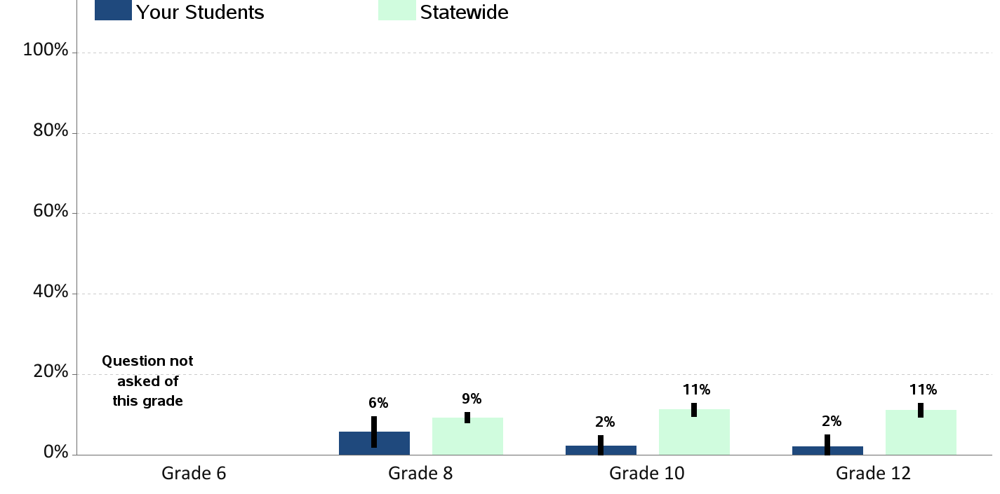 Your Students
Statewide
100%
80%
60%
40%
20%
0%
Question not
asked of
this grade
6%
9%
2%
11%
2%
11%
Grade 6
Grade 8
Grade 10
Grade 12